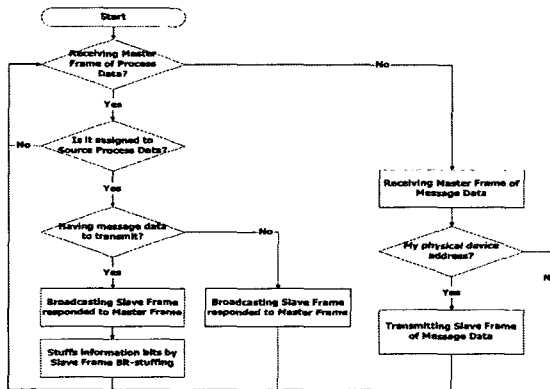 Start
Receiving Master
Frame of Process
Data?
No
Yes
No
Is it assigned to
Source Process Data?
Yes
Receiving Master Frame of
Message Data
Having message data
to transmit?
No
My physical device
address?
Yes
N
Yes
Broadcasting Slave Frame
responded to Master Frame
Broadcasting Slave Frame
responded to Master Frame
Transmitting Slave Frame
of Message Data
Stuffs information bits by
Slave Frame Bit-stuffing